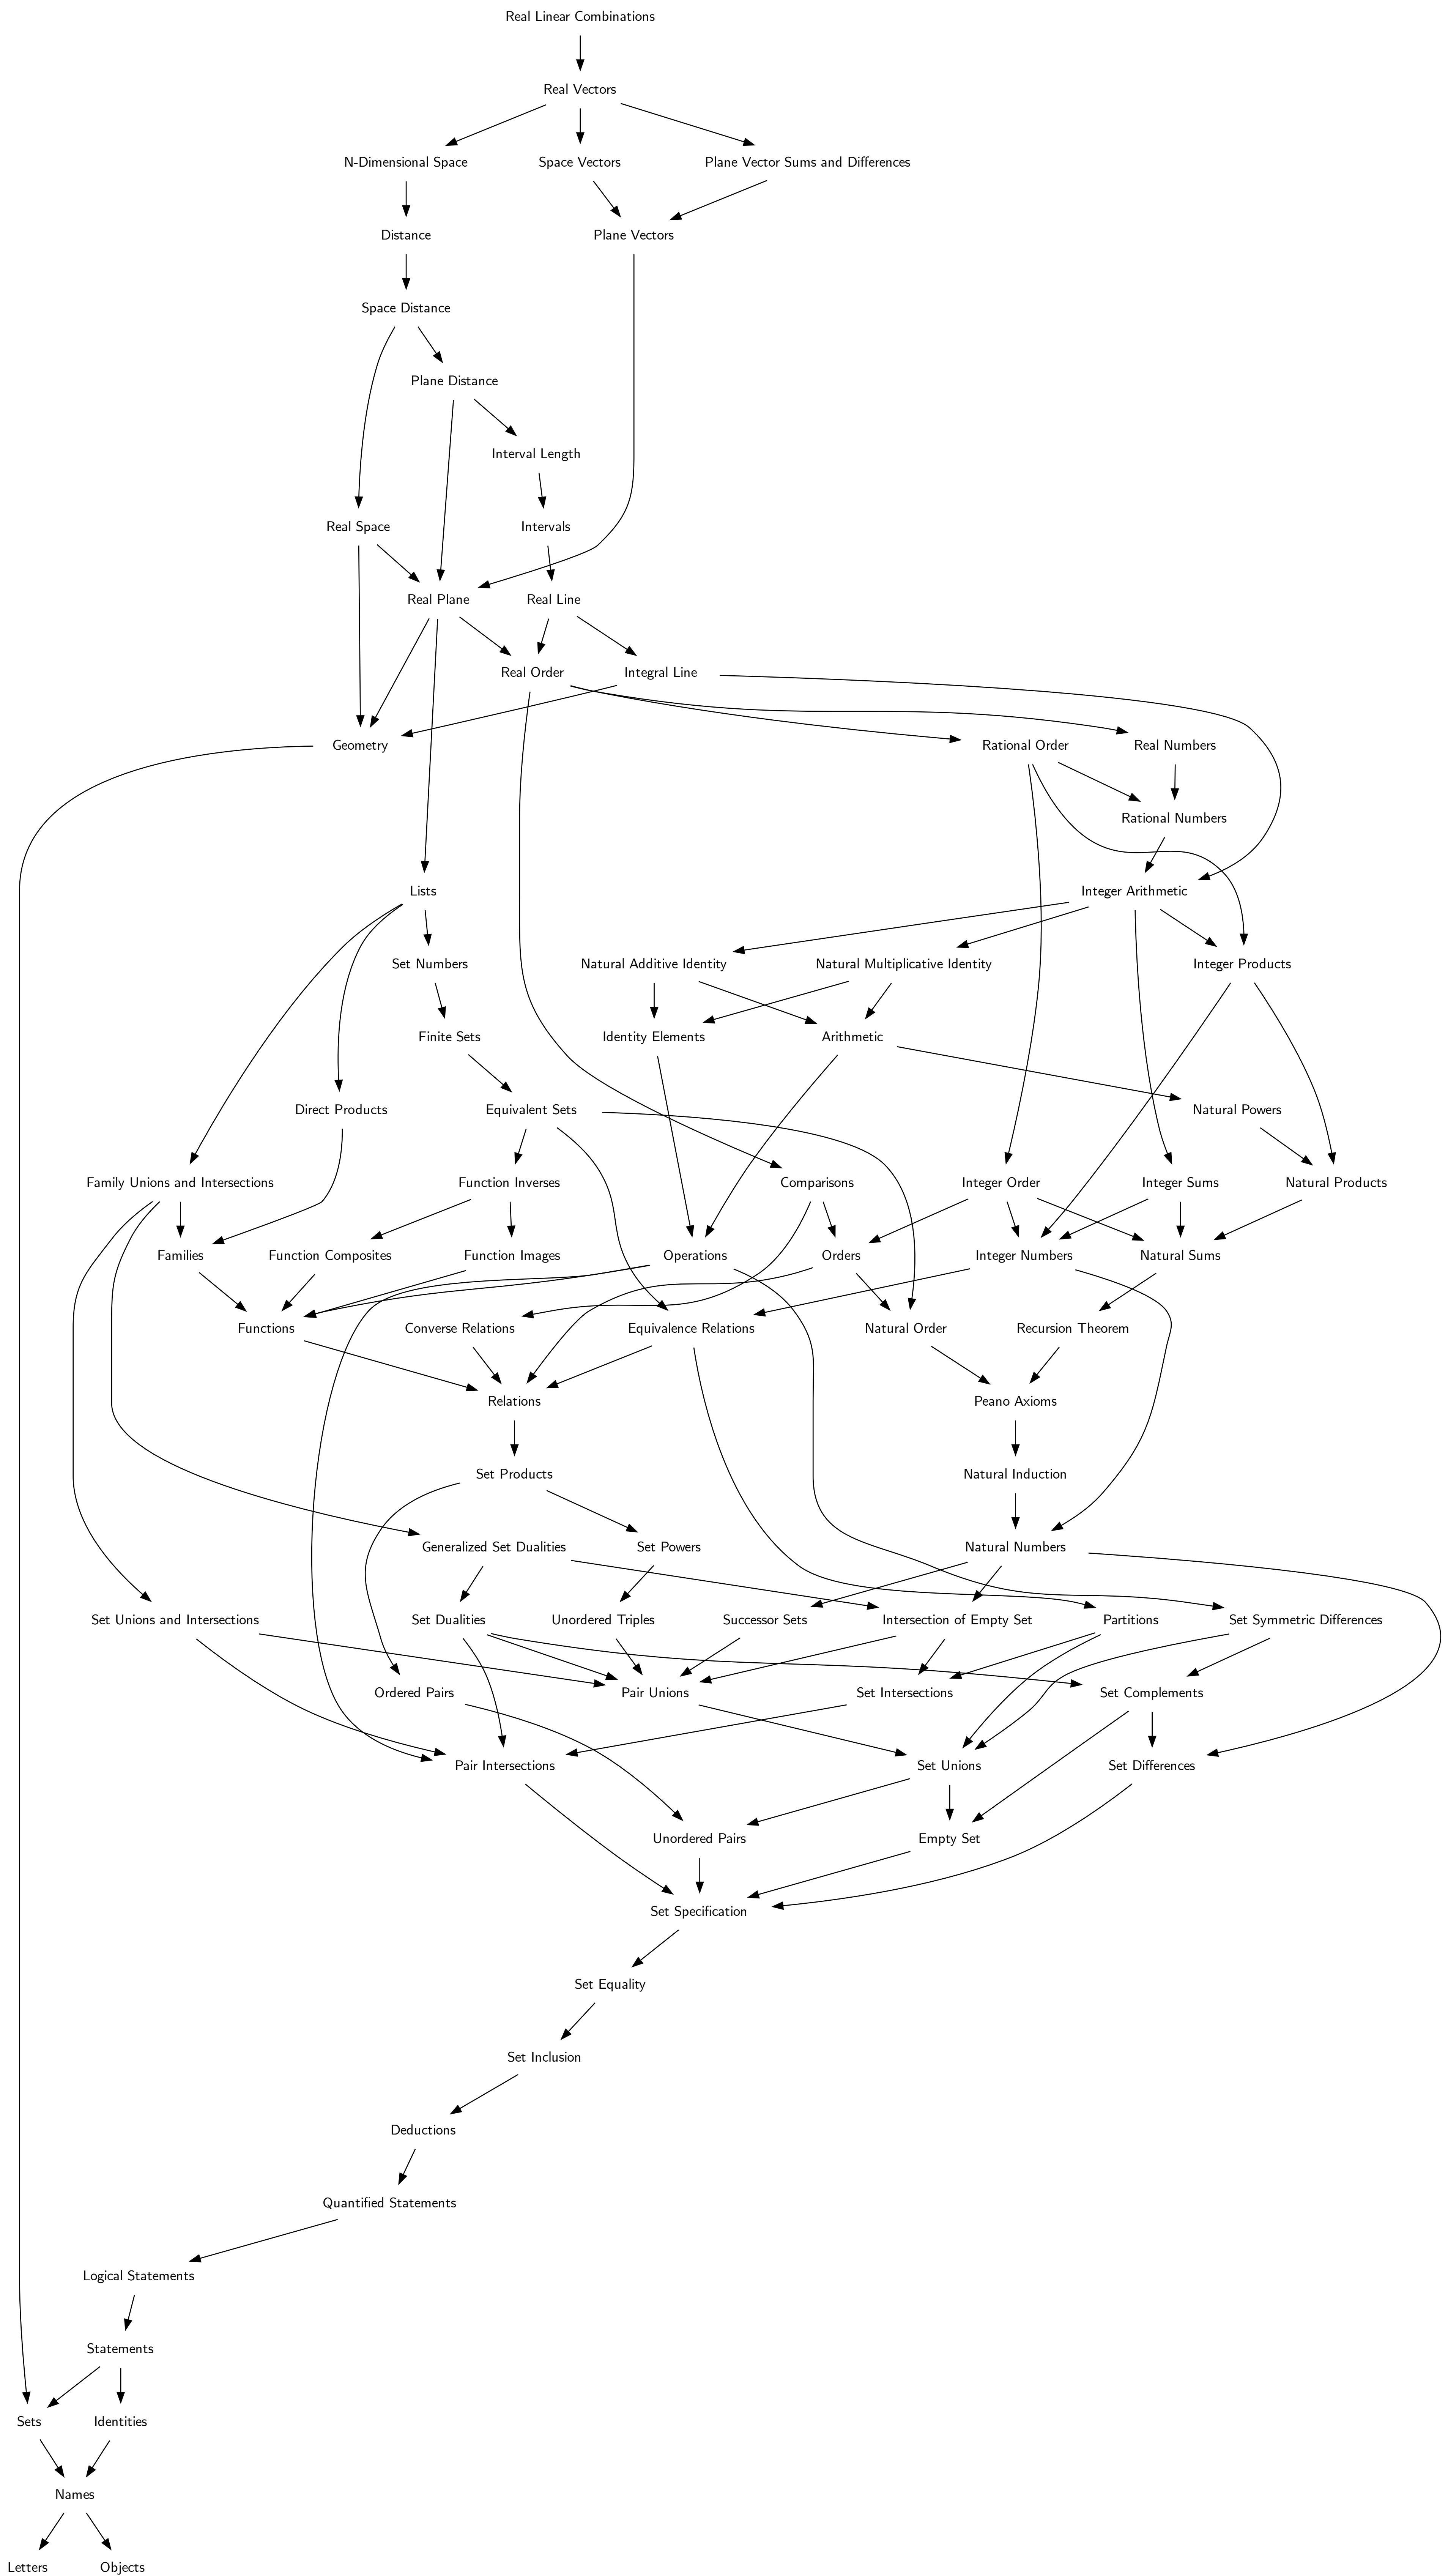 Real Linear Combinations
Real Vectors
N-Dimensional Space
Space Vectors
Plane Vector Sums and Differences
Distance
Plane Vectors
Space Distance
Plane Distance
Interval Length
Real Space
Intervals
Real Plane
Real Line
Real Order
Integral Line
Geometry
Rational Order
Real Numbers
Rational Numbers
Lists
Integer Arithmetic
Set Numbers
Natural Additive Identity
Natural Multiplicative Identity
Integer Products
Finite Sets
Identity Elements
Arithmetic
Direct Products
Equivalent Sets
Natural Powers
Family Unions and Intersections
Function Inverses
Comparisons
Integer Order
Integer Sums
Natural Products
Families
Function Composites
Function Images
Operations
Orders
Integer Numbers
Natural Sums
Functions
Converse Relations
Equivalence Relations
Natural Order
Recursion Theorem
Relations
Peano Axioms
Set Products
Natural Induction
Generalized Set Dualities
Set Powers
Natural Numbers
Set Unions and Intersections
Set Dualities
Unordered Triples
Successor Sets
Intersection of Empty Set
Partitions
Set Symmetric Differences
Ordered Pairs
Pair Unions
Set Intersections
Set Complements
Pair Intersections
Set Unions
Set Differences
Unordered Pairs
Empty Set
Set Specification
Set Equality
Set Inclusion
Deductions
Quantified Statements
Logical Statements
Statements
Sets
Identities
Names
Letters
Objects